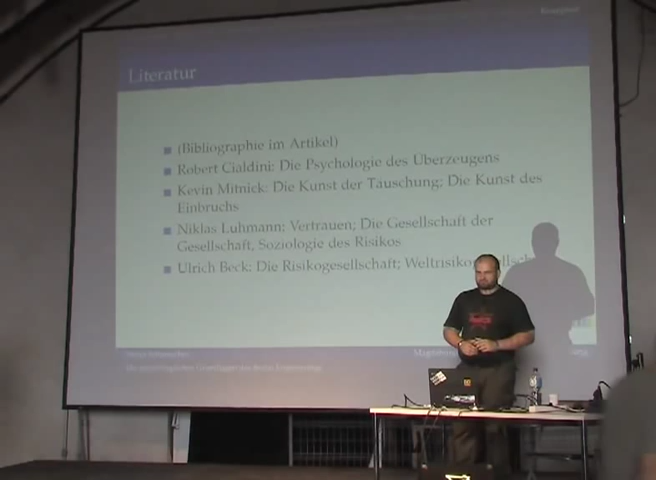 Literatur
(Bibliographie im Artikel)
Robert Cialdini: Die Psychologie des Überzeugens
Kevin Mitnick: Die Kunst der Täuschung; Die Kunst des
Einbruchs
Niklas Luhmann: Vertrauen; Die Gesellschaft der
Gesellschaft, Soziologie des Risikos
Ulrich Beck: Die Risikogesellschaft;